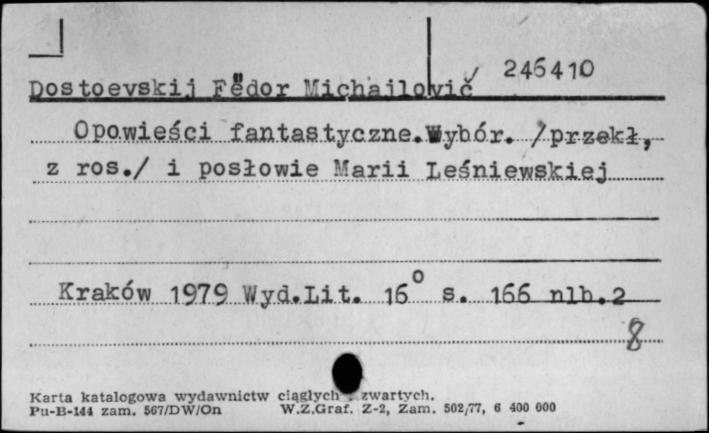 246410
Dostoevskij Fëdor Michajlovič
Opowieści fantastyczne.Wybór. /przekł,
z ros./ i posłowie Marii Leśniewskiej
Kraków 1979 Wyd.Lit. 16° s. 166 nlb.2
8
Karta katalogowa wydawnictw ciągłych i zwartych.
Pu-B-144 zam. 567/DW/On W.Z.Graf. Z-2, Zam. 502/77, 6 400 000